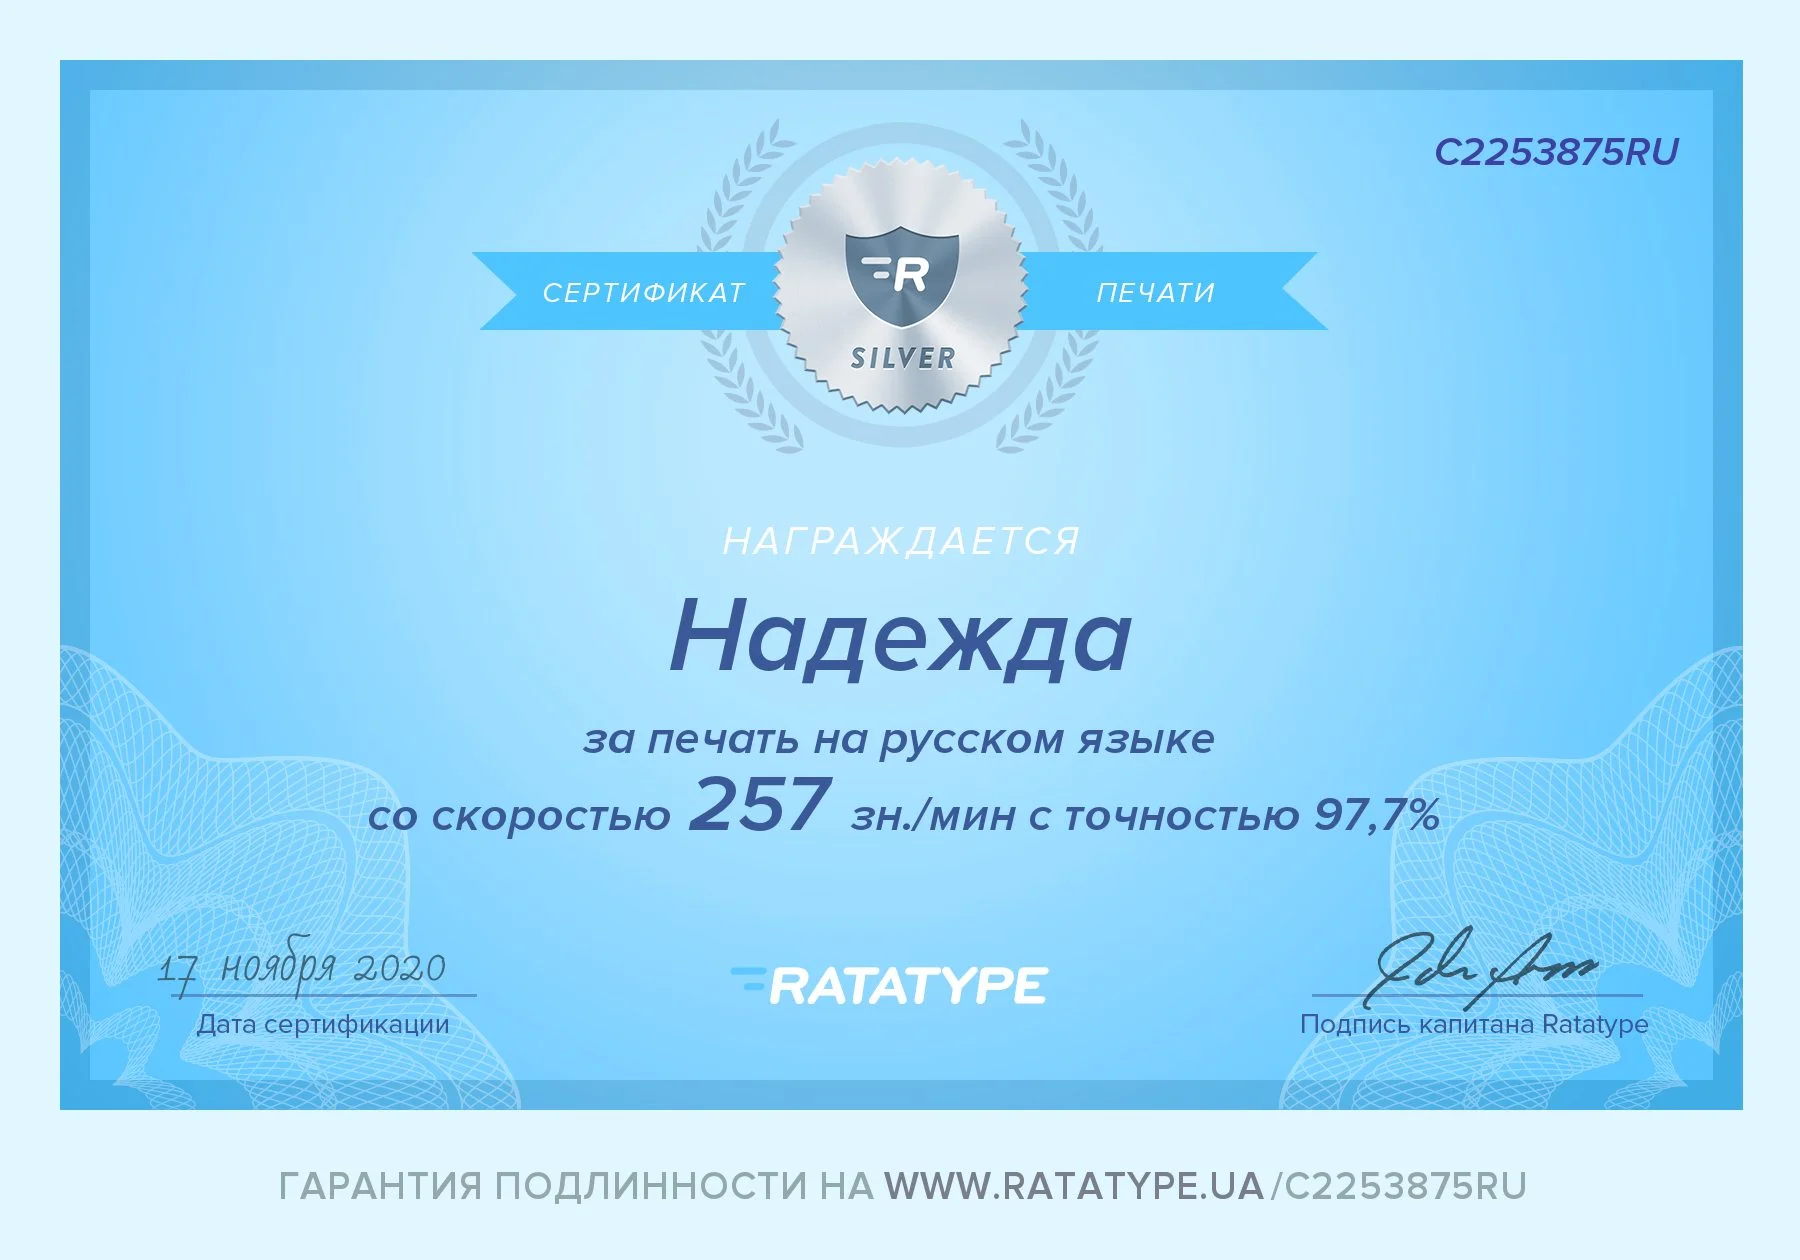 C2253875RU
СЕРТИФИКАТ
R
SILVER
ПЕЧАТИ
НАГРАЖДАЕТСЯ
Надежда
за печать на русском языке
со скоростью 257 зн./мин с точностью 97,7%
17 ноября 2020
Дата сертификации
RATATYPE
Подпись капитана Ratatype
ГАРАНТИЯ ПОДЛИННОСТИ НА WWW.RATATYPE.UA/C2253875RU